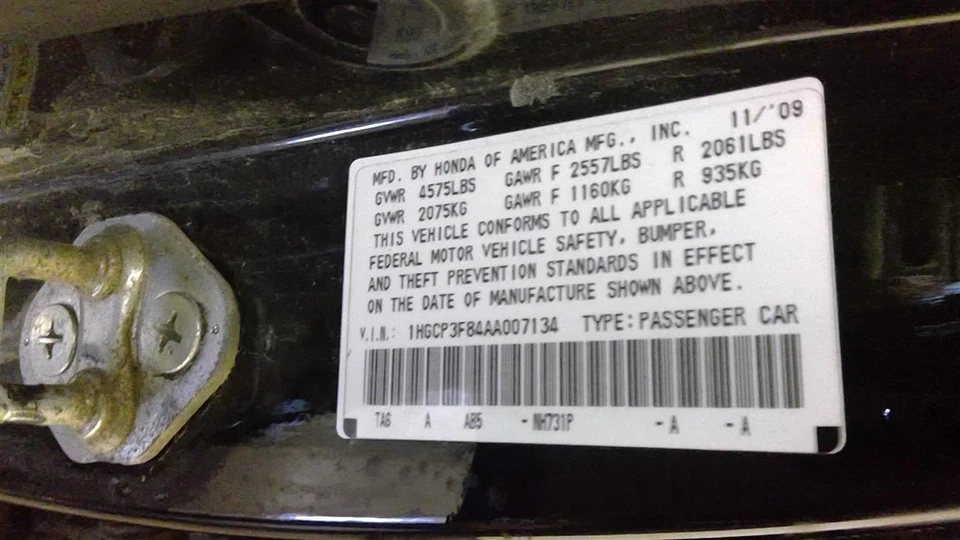 MFD. BY HONDA OF AMERICA MFG., INC. 11/'09
GVWR 4575LBS GAWR F 2557LBS R 2061LBS
GVWR 2075KG GAWR F 1160KG R 935KG
THIS VEHICLE CONFORMS TO ALL APPLICABLE
FEDERAL MOTOR VEHICLE SAFETY, BUMPER,
AND THEFT PREVENTION STANDARDS IN EFFECT
ON THE DATE OF MANUFACTURE SHOWN ABOVE.
V.I.N.: 1HGCP3F84AA007134 TYPE:PASSENGER CAR
TA6 A AB5 -NH731P -A -A